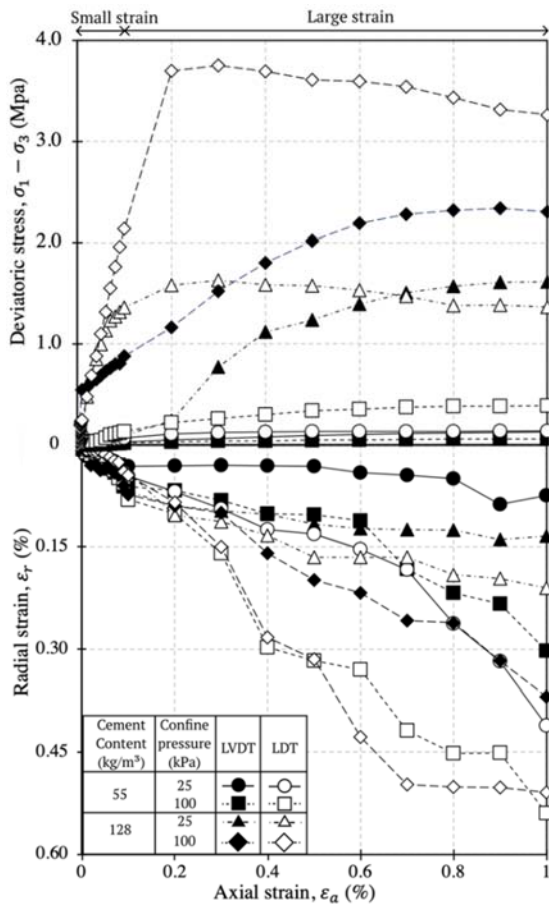 Small strain Large strain
4.0
3.0
2.0
1.0
0
0.15
0.30
0.45
0.60
Deviatoric stress, σ₁ − σ₃ (Mpa)
Radial strain, εᵣ (%)
Cement Content (kg/m³) Confine pressure (kPa) LVDT LDT
55 25
100
128 25
100
0 0.2 0.4 0.6 0.8 1
Axial strain, εₐ (%)